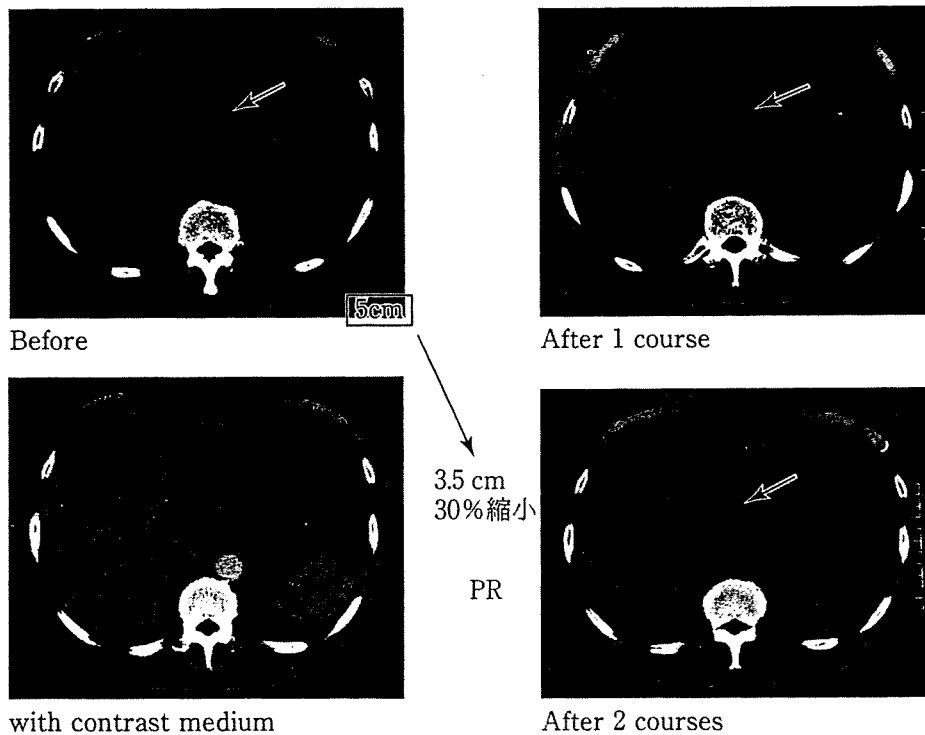 5cm
Before
After 1 course
3.5 cm
30%縮小
PR
with contrast medium
After 2 courses